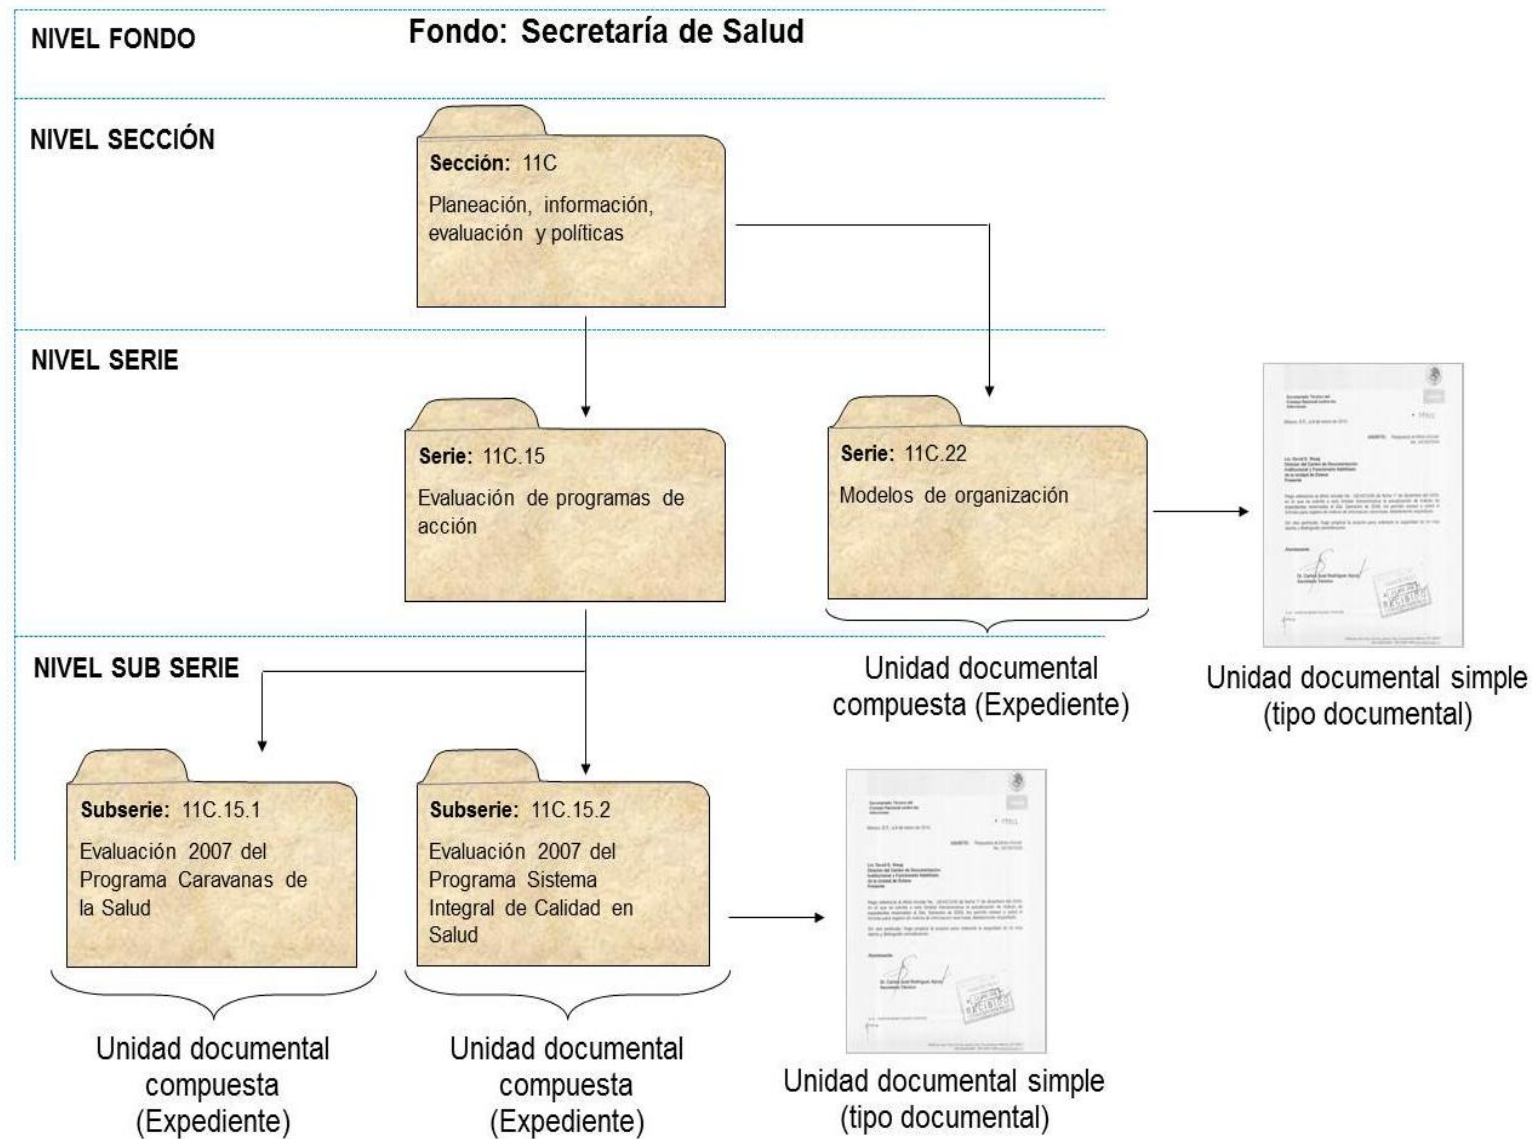 NIVEL FONDO
Fondo: Secretaría de Salud
NIVEL SECCIÓN
Sección: 11C
Planeación, información,
evaluación y políticas
NIVEL SERIE
Serie: 11C.15
Evaluación de programas de
acción
Serie: 11C.22
Modelos de organización
Unidad documental
compuesta (Expediente)
Unidad documental simple
(tipo documental)
NIVEL SUB SERIE
Subserie: 11C.15.1
Evaluación 2007 del
Programa Caravanas de
la Salud
Unidad documental
compuesta
(Expediente)
Subserie: 11C.15.2
Evaluación 2007 del
Programa Sistema
Integral de Calidad en
Salud
Unidad documental
compuesta
(Expediente)
RECIBIDO
Unidad documental simple
(tipo documental)